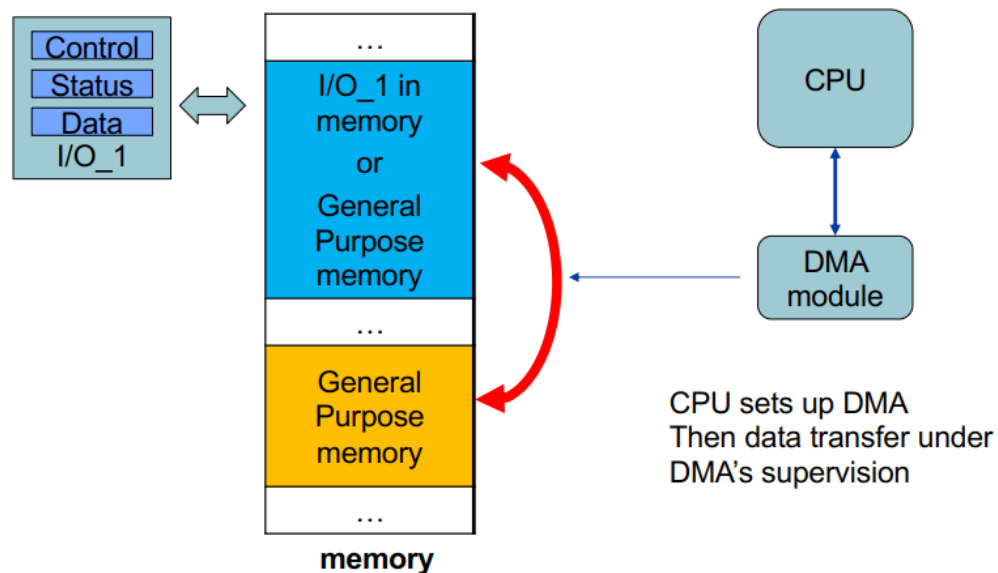 Control
Status
Data
I/O_1
…
I/O_1 in
memory
or
General
Purpose
memory
…
General
Purpose
memory
…
memory
CPU
DMA
module
CPU sets up DMA
Then data transfer under
DMA's supervision